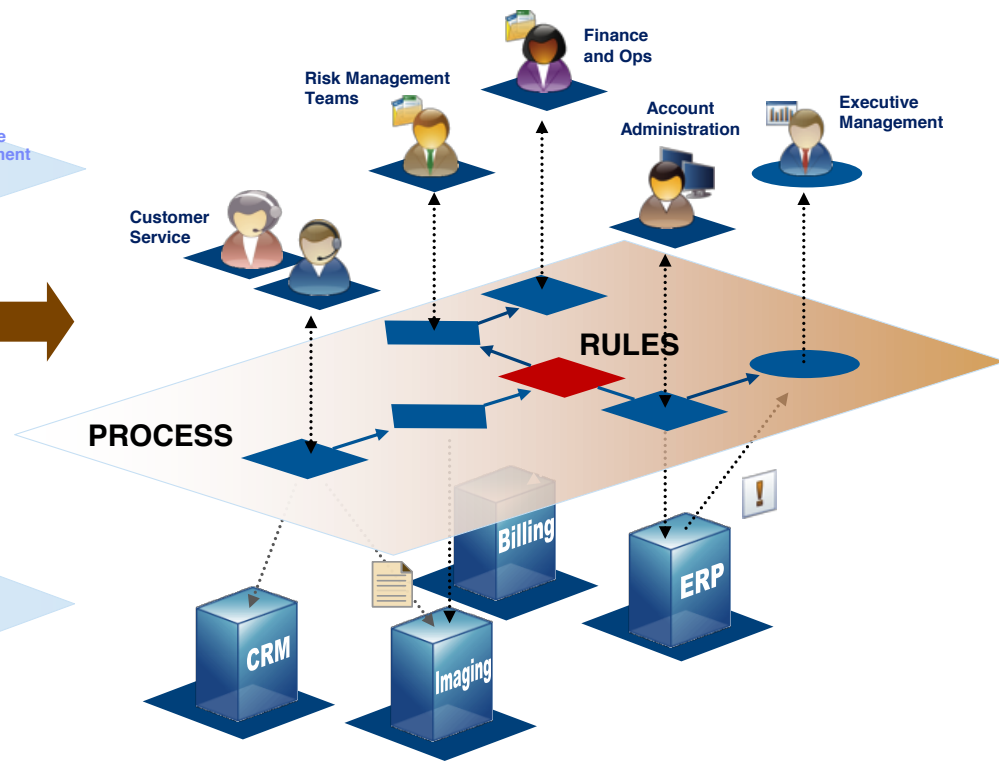 Finance
and Ops
Risk Management
Teams
Account
Administration
Executive
Management
Customer
Service
RULES
PROCESS
Billing
ERP
CRM
Imaging